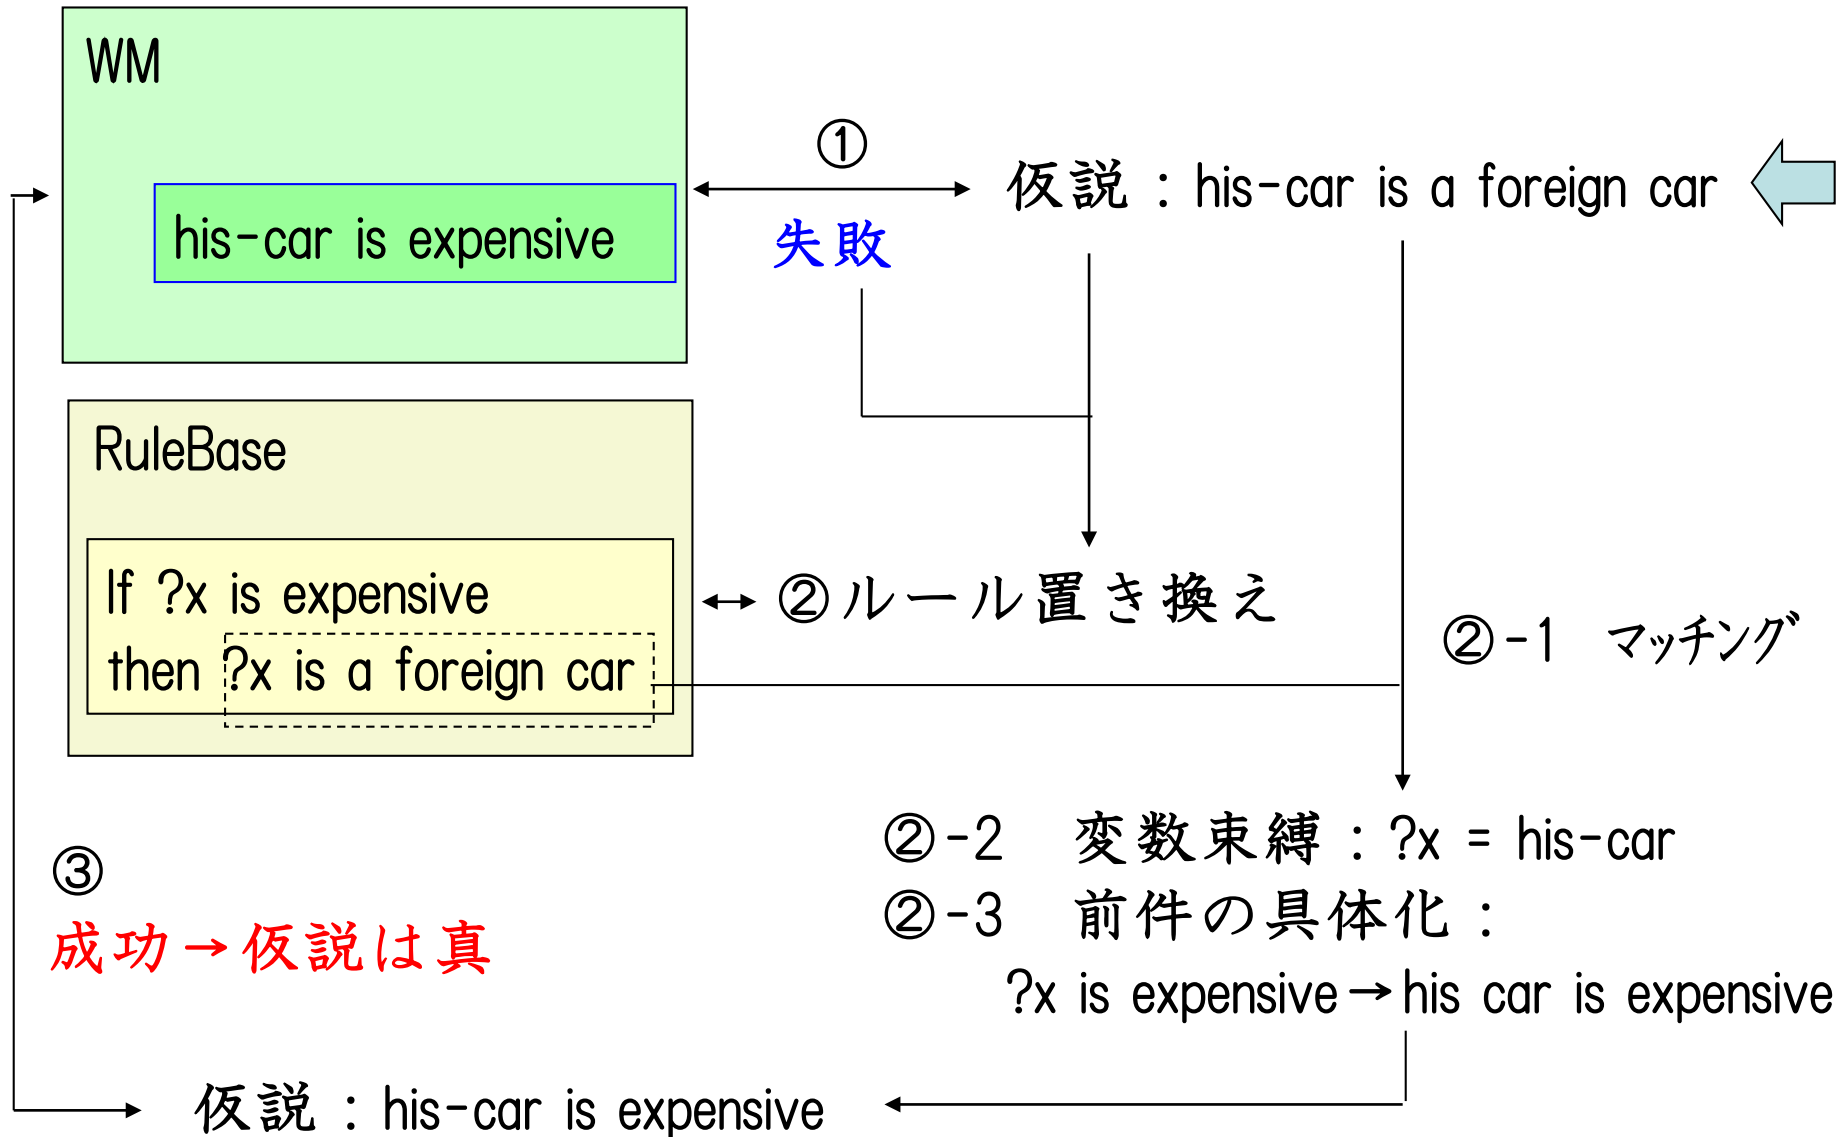 WM
his-car is expensive
①
失敗
仮説：his-car is a foreign car
RuleBase
If ?x is expensive
then ?x is a foreign car
②ルール置き換え
②-1　マッチング
②-2　変数束縛：?x = his-car
②-3　前件の具体化：
?x is expensive→his car is expensive
③
成功→仮説は真
仮説：his-car is expensive